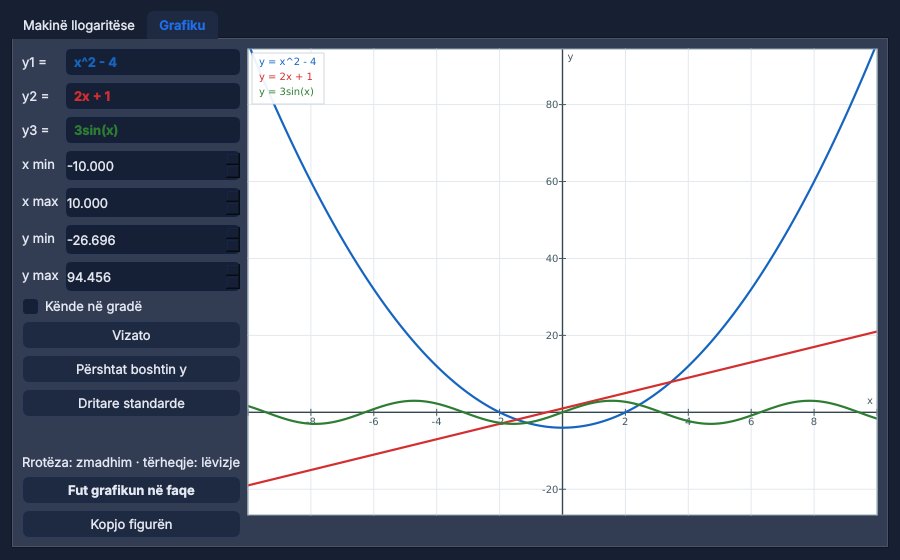 Makinë llogaritëse Grafiku
y1 = x^2 - 4
y2 = 2x + 1
y3 = 3sin(x)
x min -10.000
x max 10.000
y min -26.696
y max 94.456
Kënde në gradë
Vizato
Përshtat boshtin y
Dritare standarde
Rrotëza: zmadhim · tërheqje: lëvizje
Fut grafikun në faqe
Kopjo figurën
y = x^2 - 4
y = 2x + 1
y = 3sin(x)
y
80
60
40
20
x
-8 -6 -4 -2 2 4 6 8
-20